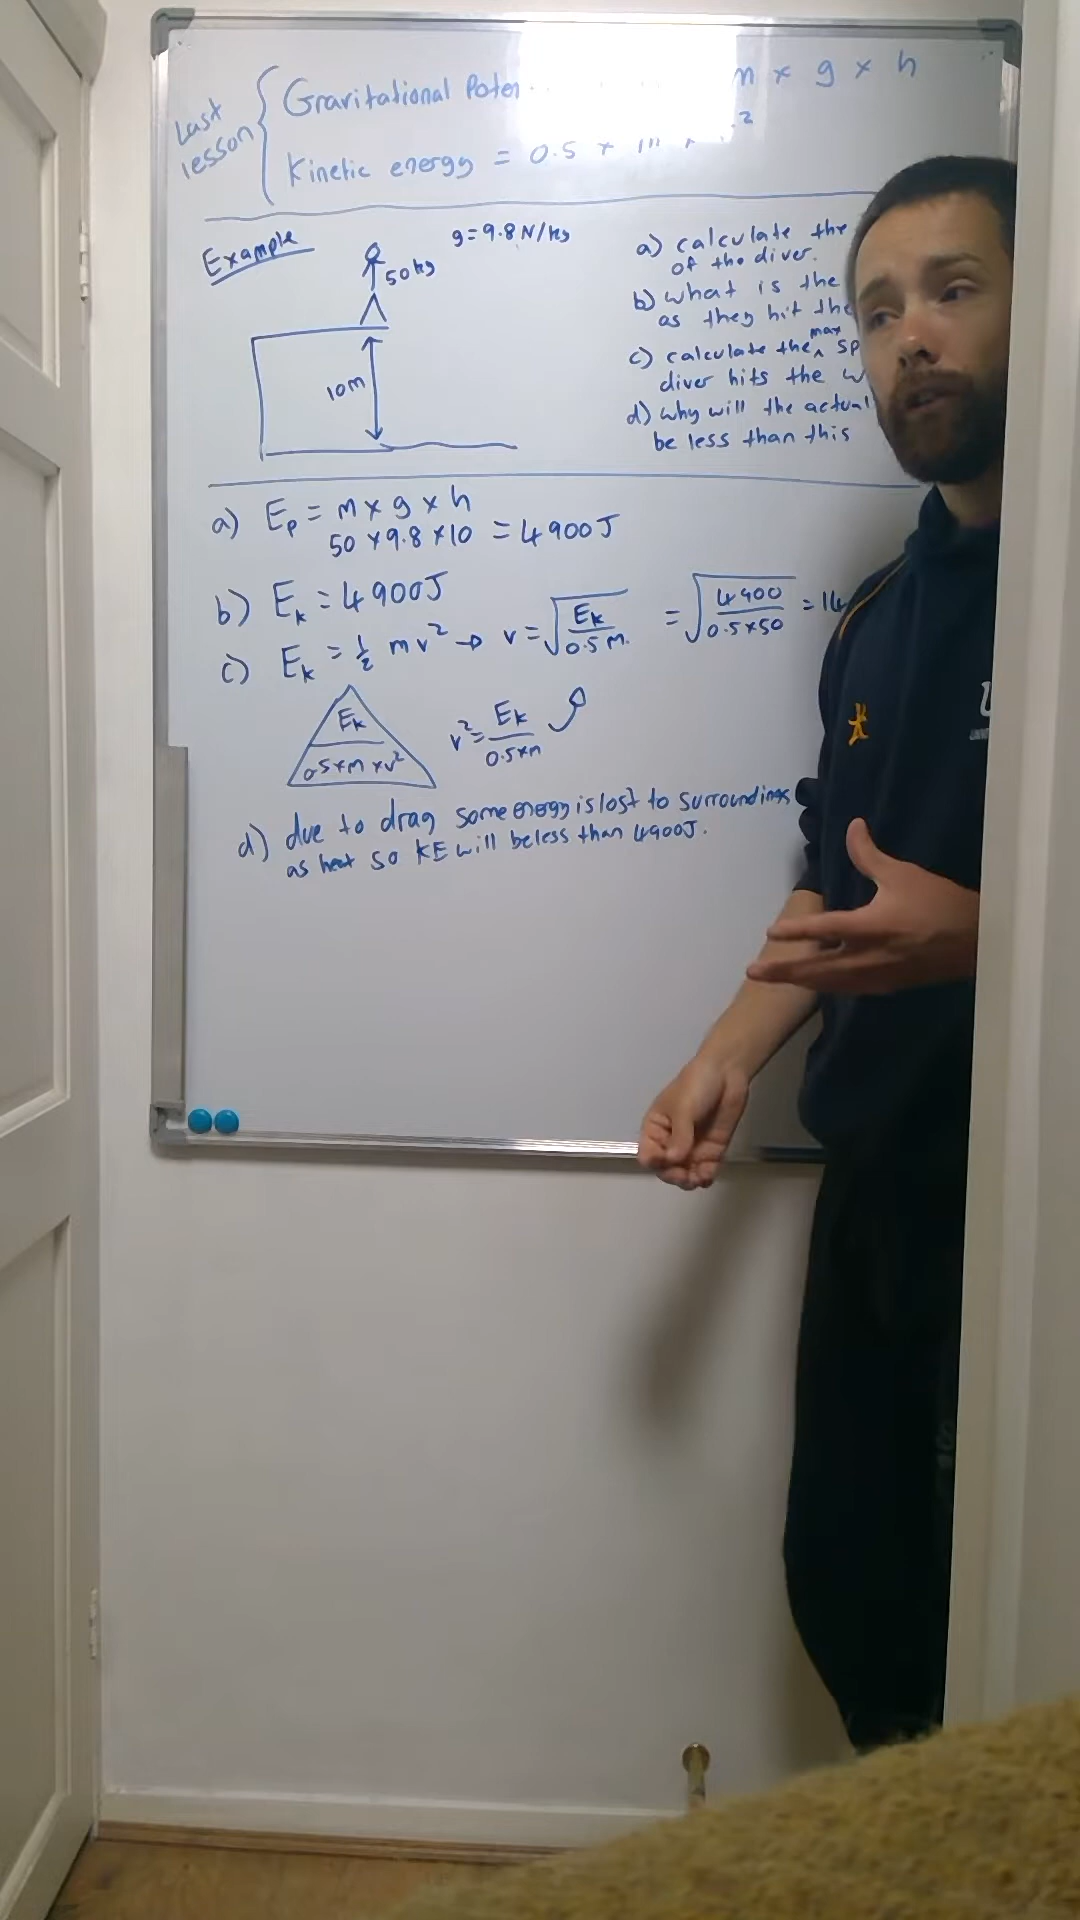 Last lesson
Gravitational Poten m × g × h
Kinetic energy = 0.5 ×
Example
g=9.8N/kg
50kg
10m
a) calculate the
of the diver.
b) what is the
as they hit the
c) calculate the max sp
diver hits the w
d) why will the actual
be less than this
a) Ep = m × g × h
50 × 9.8 × 10 = 4900J
b) Ek = 4900J
c) Ek = ½ mv² → v = √(Ek/0.5m) = √(4900/0.5×50) = 14
Ek
0.5×m×v²
v² = Ek/0.5×m
d) due to drag some energy is lost to surroundings
as heat so KE will be less than 4900J.